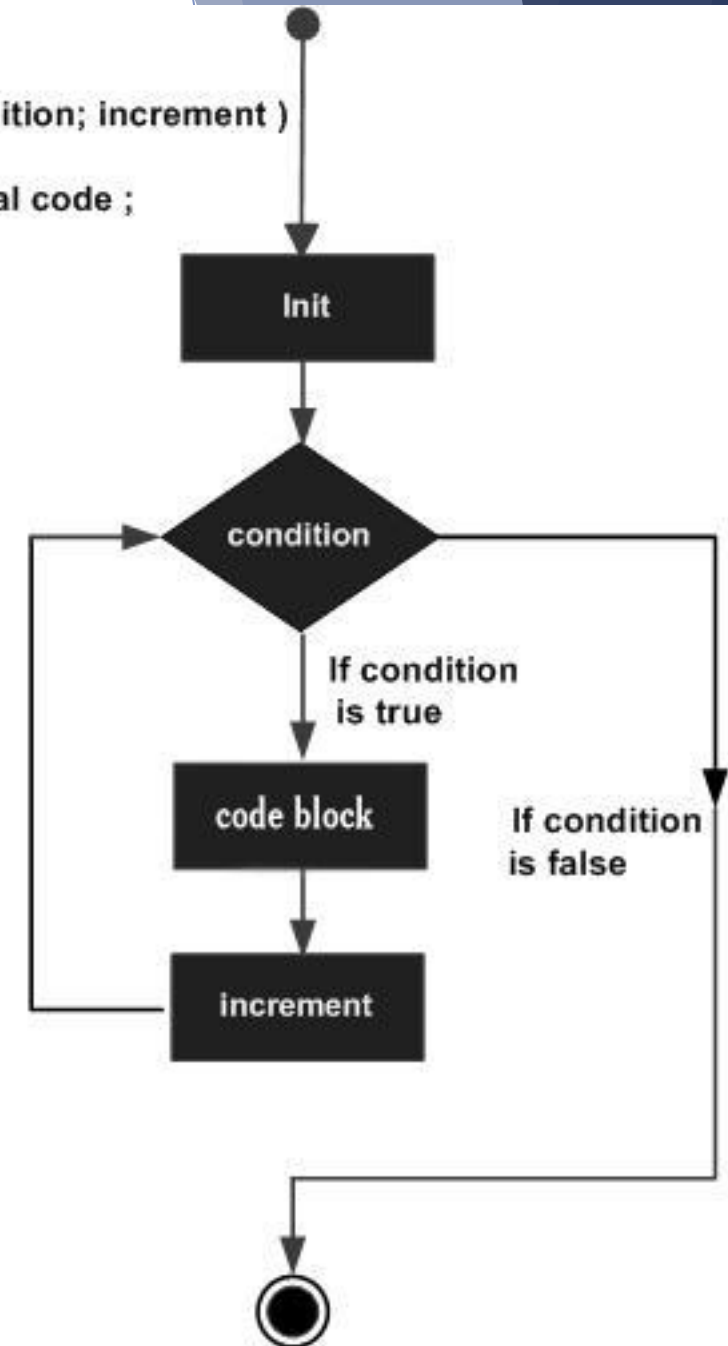 ition; increment )
al code ;
Init
condition
If condition
is true
code block
If condition
is false
increment